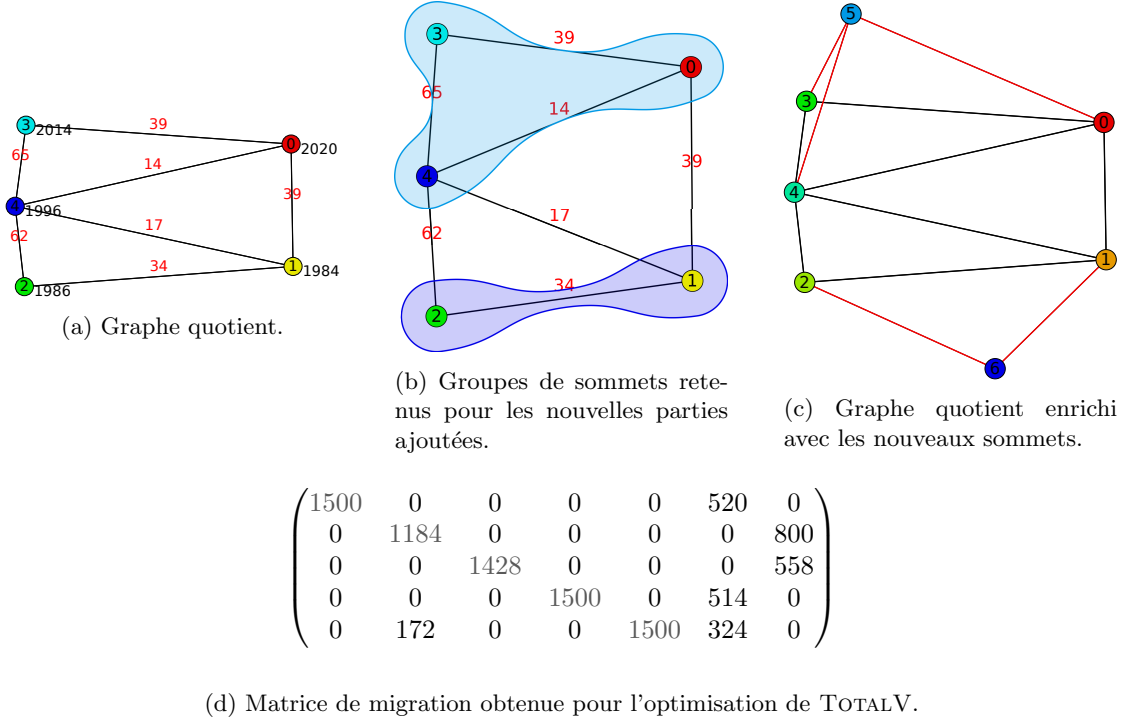 3 2014
39
0 2020
65
14
39
4 1996
17
62
34
2 1986
1 1984
(a) Graphe quotient.
3
39
0
65
14
4
39
17
62
34
2
1
(b) Groupes de sommets rete-
nus pour les nouvelles parties
ajoutées.
5
3
0
4
1
2
6
(c) Graphe quotient enrichi
avec les nouveaux sommets.
1500 0 0 0 0 520 0
0 1184 0 0 0 0 800
0 0 1428 0 0 0 558
0 0 0 1500 0 514 0
0 172 0 0 1500 324 0
(d) Matrice de migration obtenue pour l'optimisation de TOTALV.